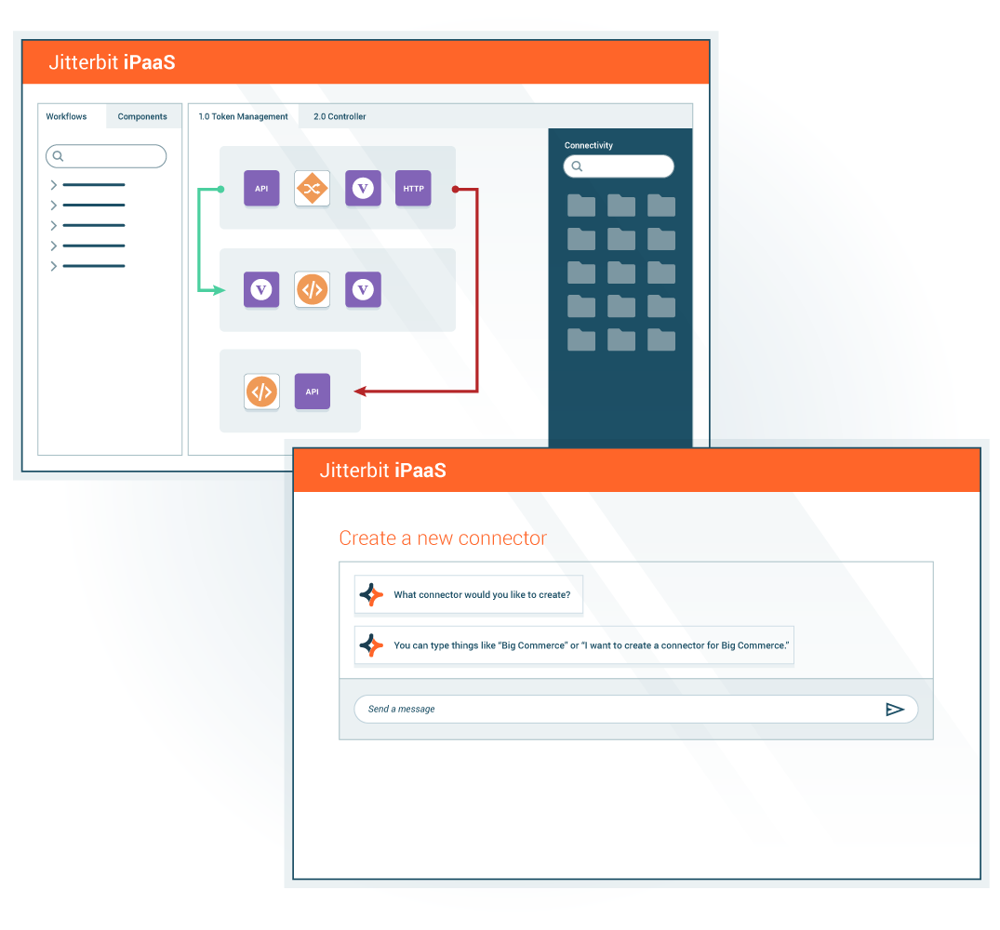 Jitterbit iPaaS
Workflows
Components
1.0 Token Management
2.0 Controller
Connectivity
API
V
HTTP
V
V
API
Jitterbit iPaaS
Create a new connector
What connector would you like to create?
You can type things like “Big Commerce” or “I want to create a connector for Big Commerce.”
Send a message